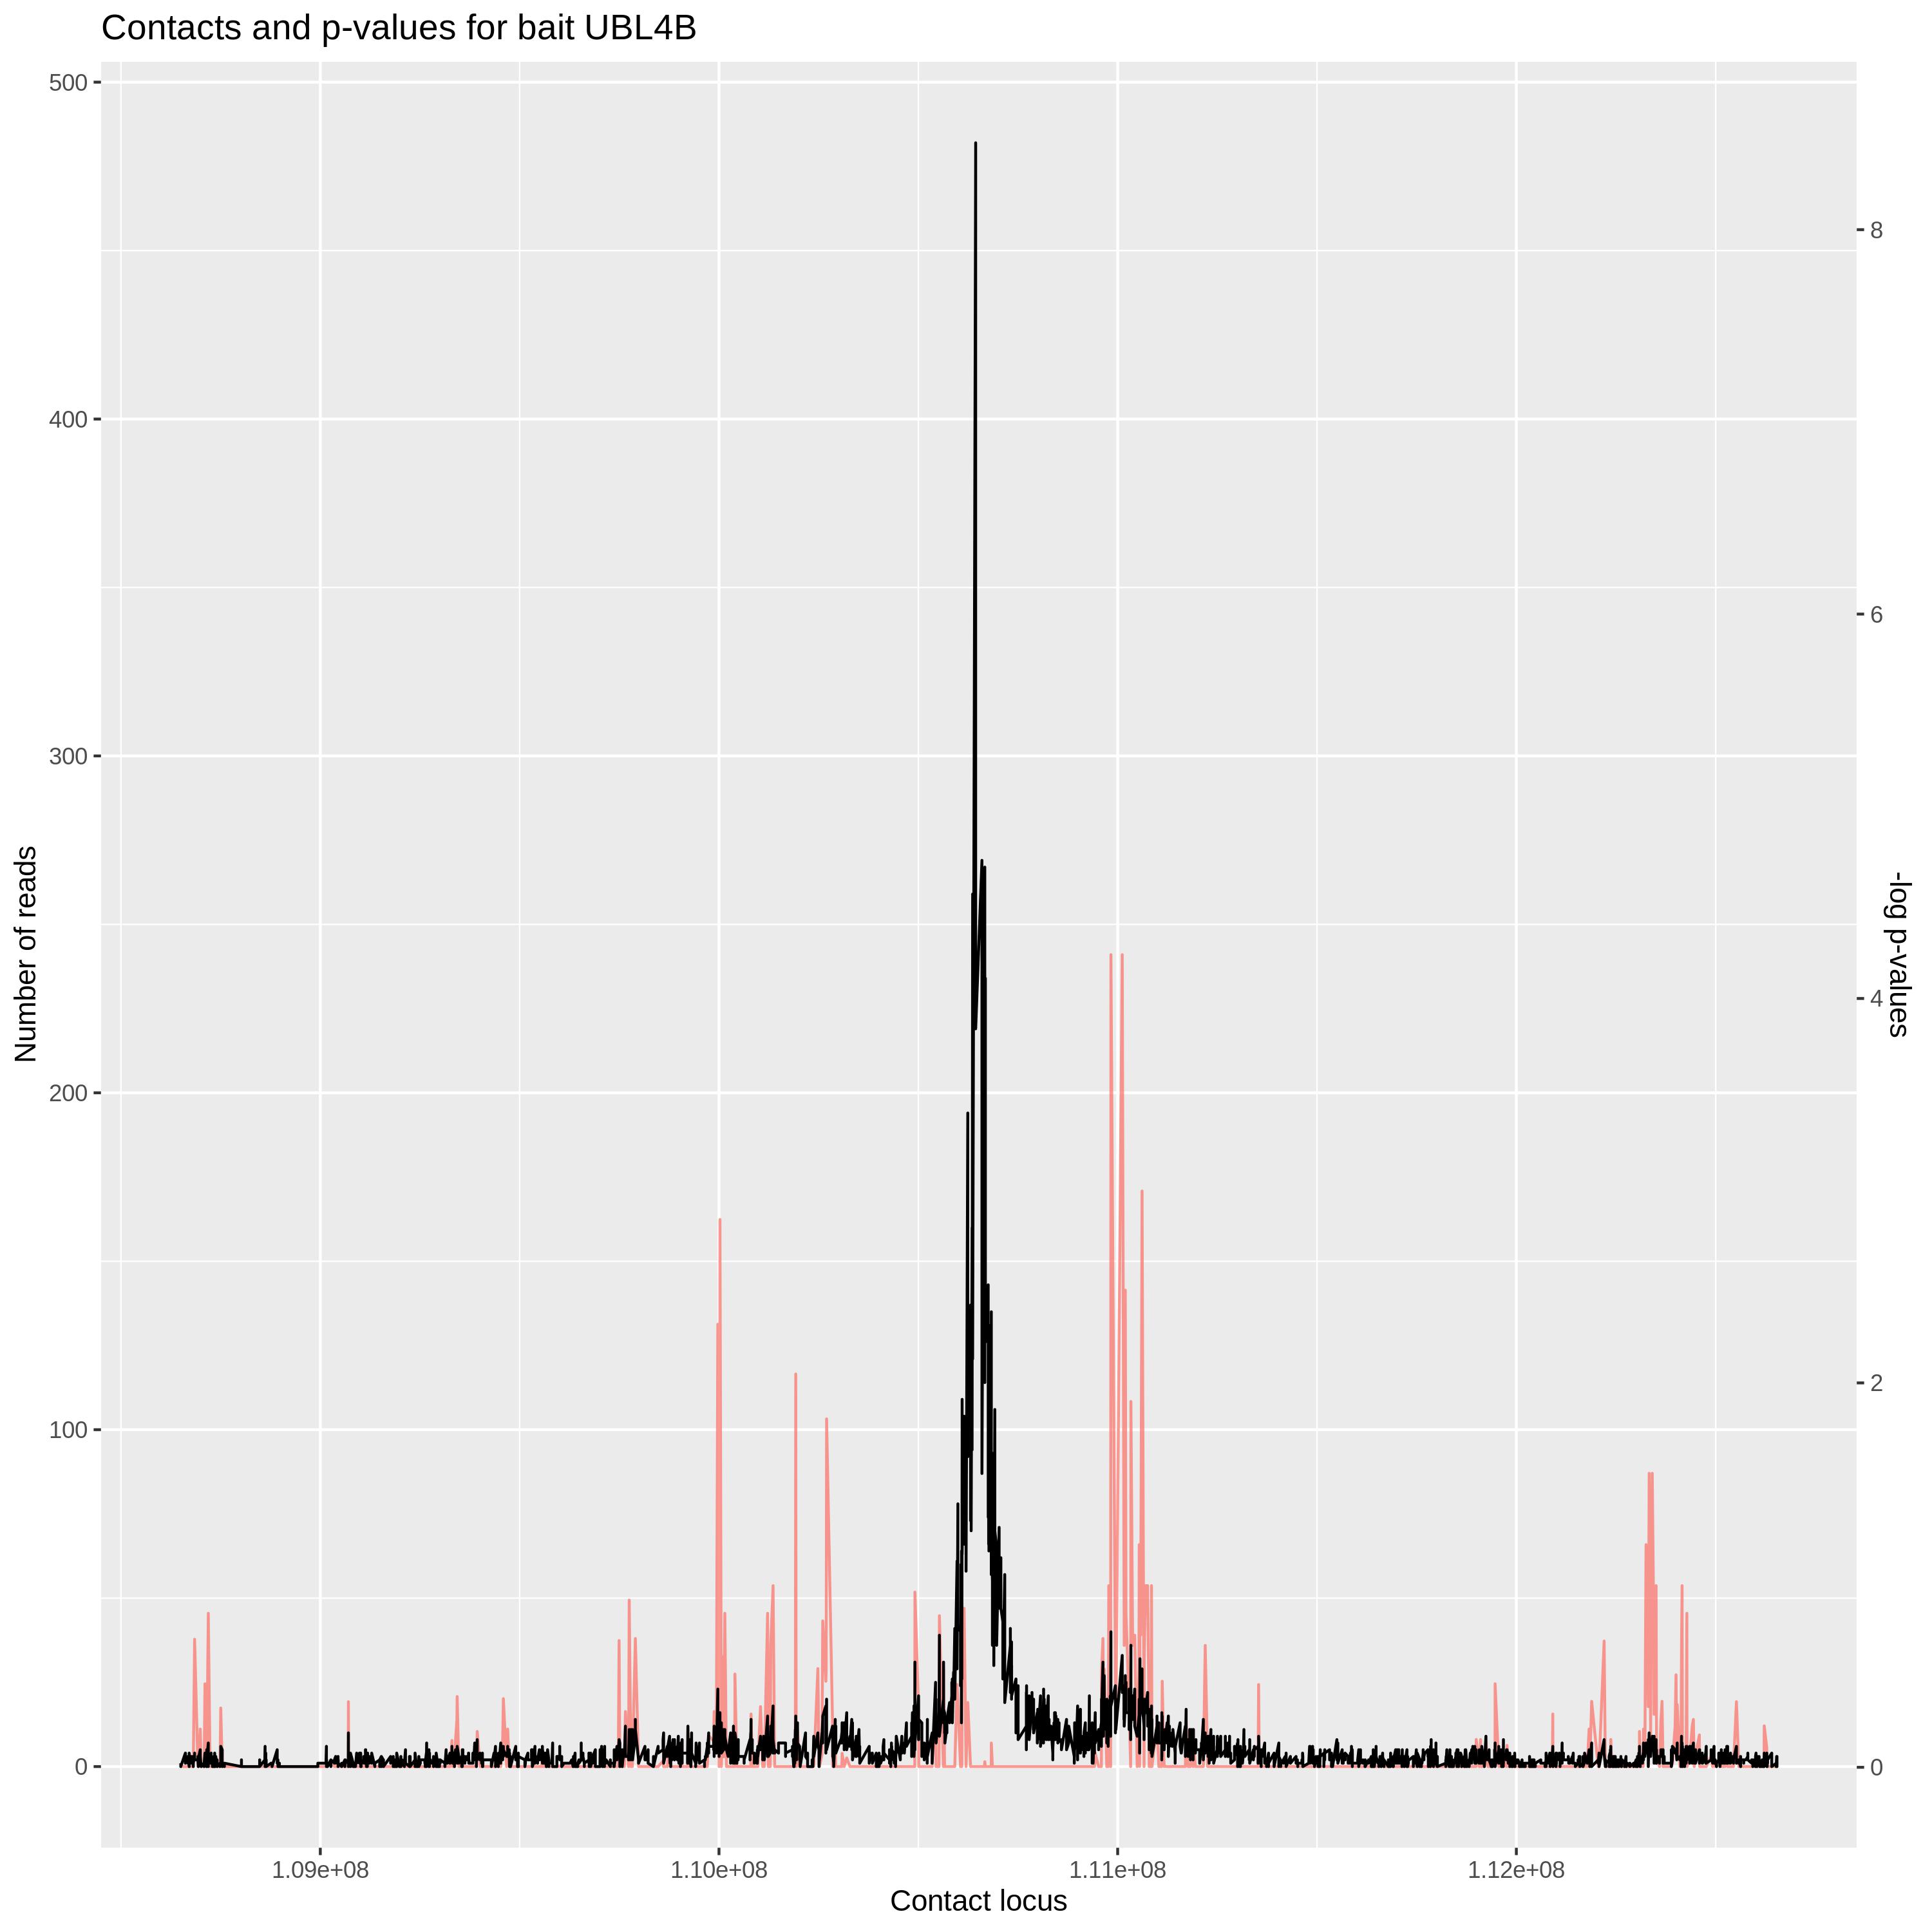 Contacts and p-values for bait UBL4B
500
400
300
200
100
0
Number of reads
8
6
4
2
0
-log p-values
1.09e+08
1.10e+08
1.11e+08
1.12e+08
Contact locus